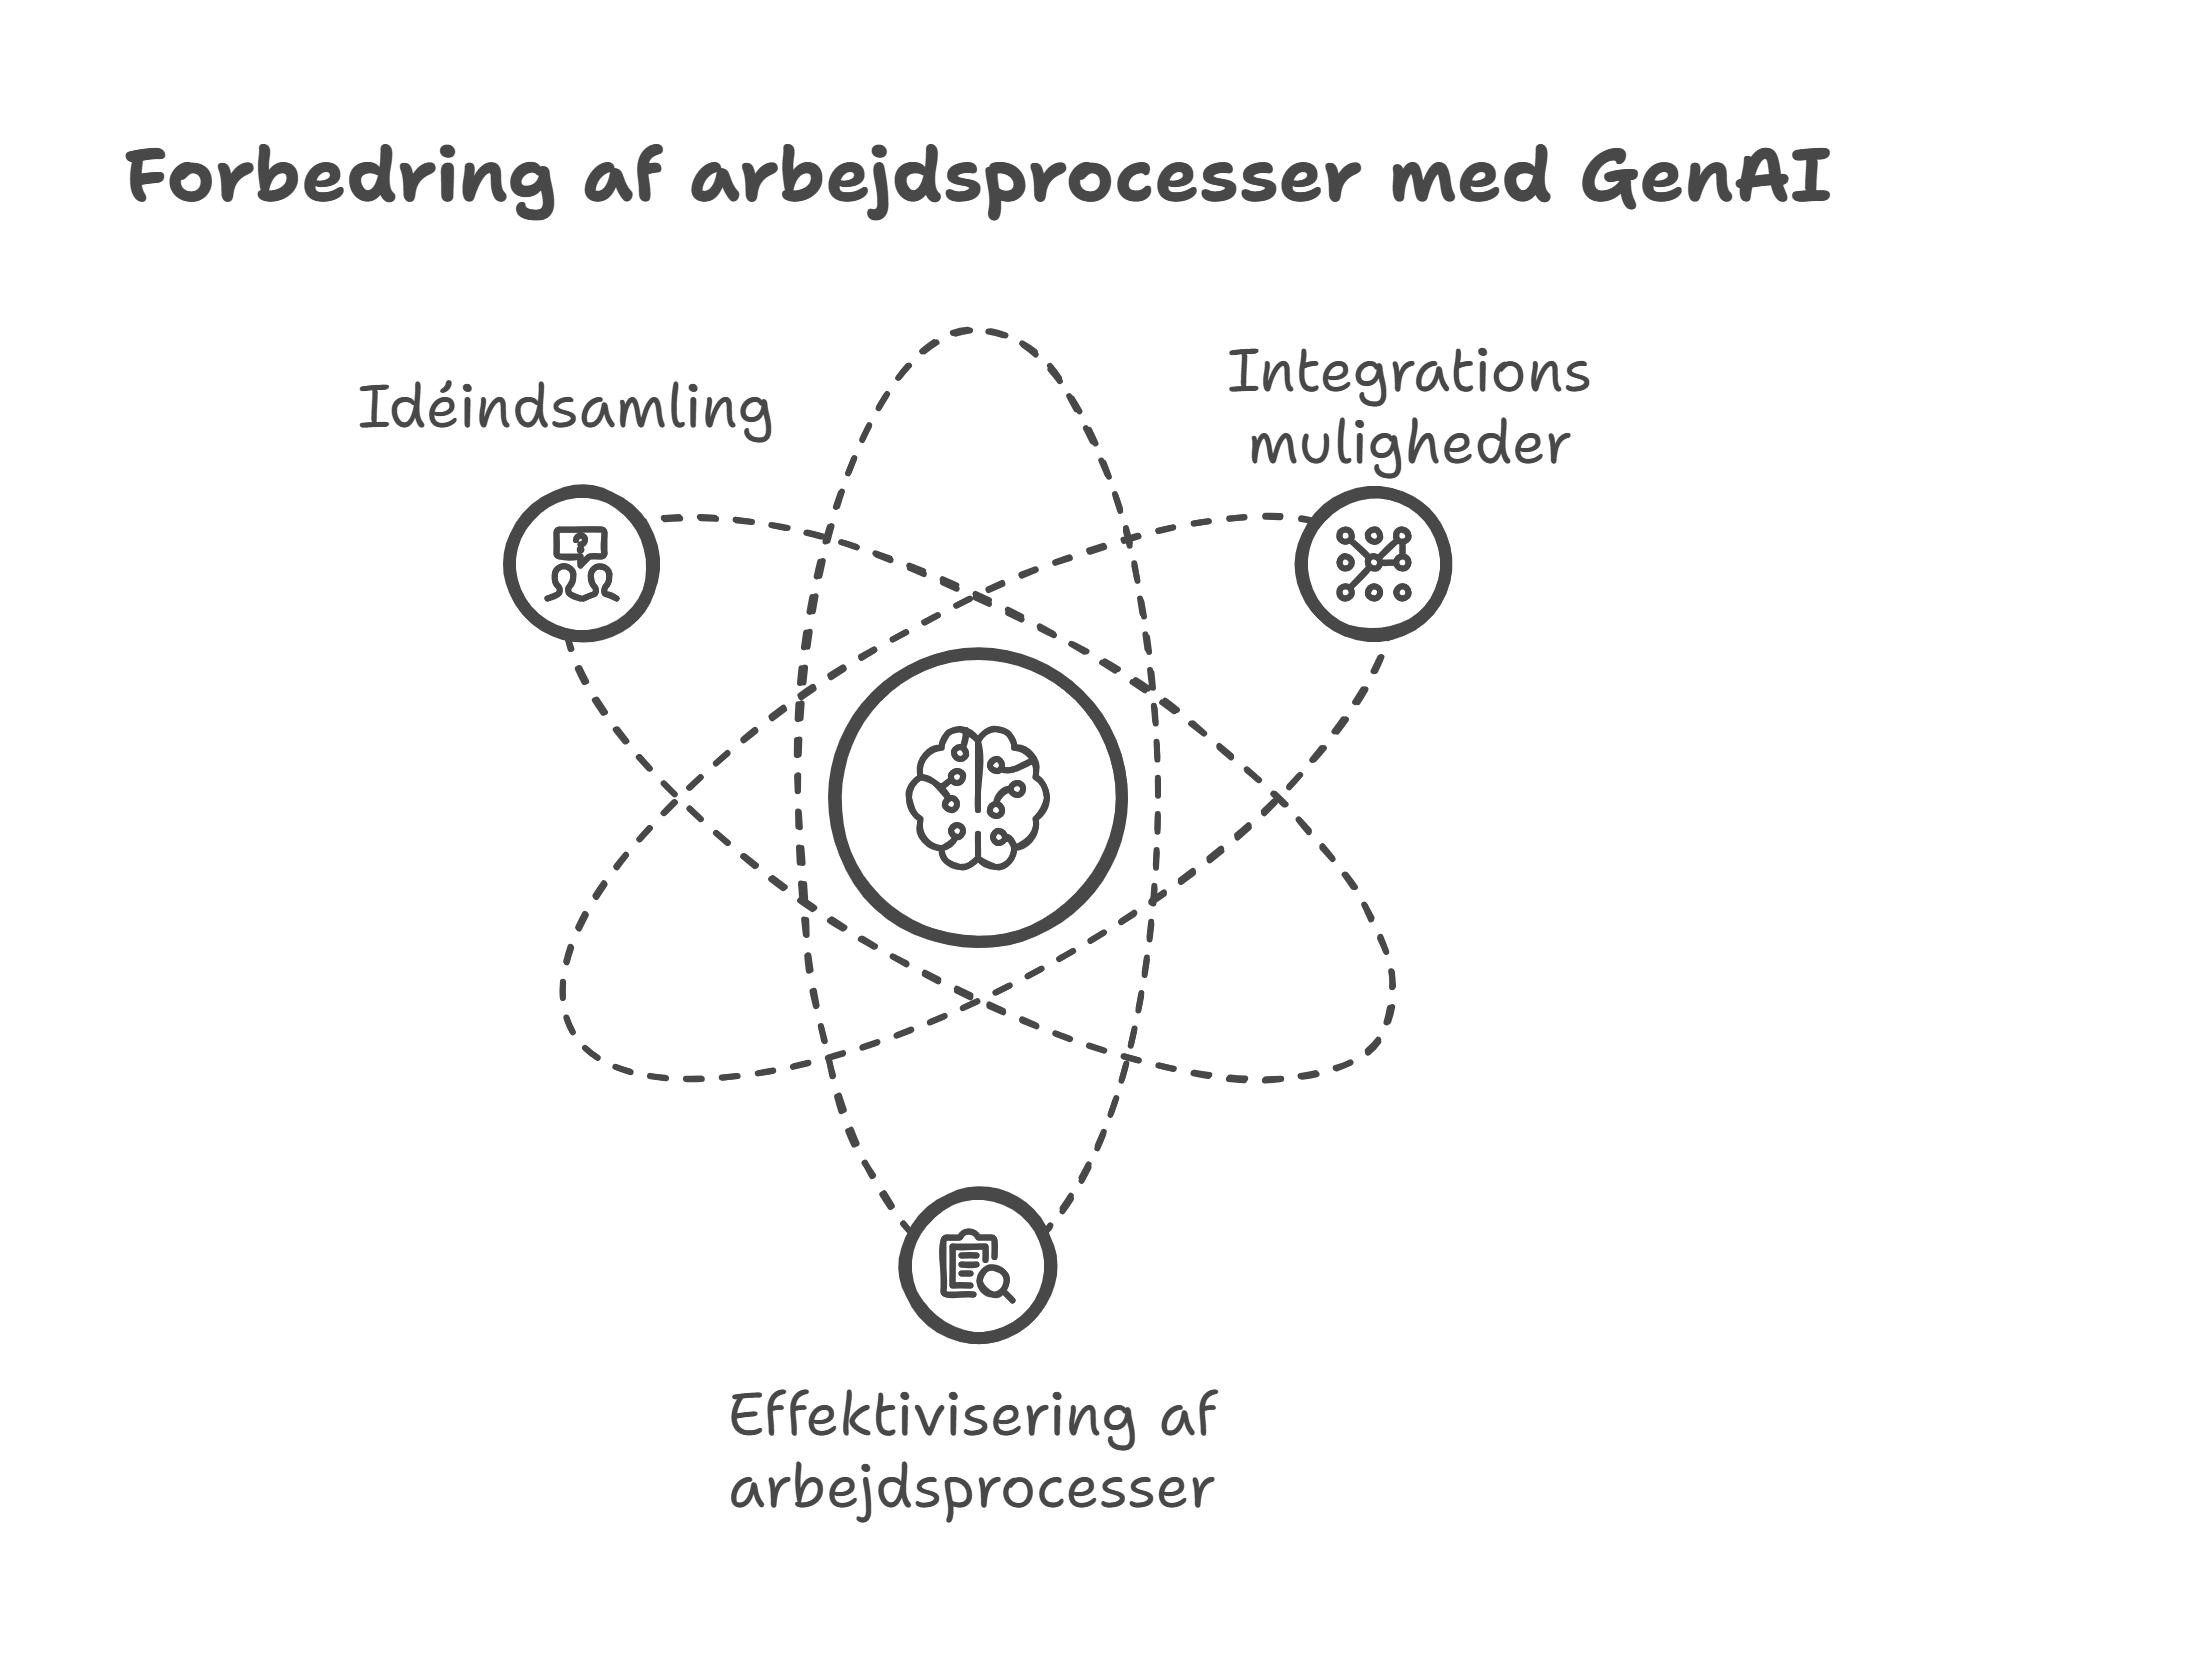 Forbedring af arbejdsprocesser med GenAI
Idéindsamling
Integrations
muligheder
?
Effektivisering af
arbejdsprocesser